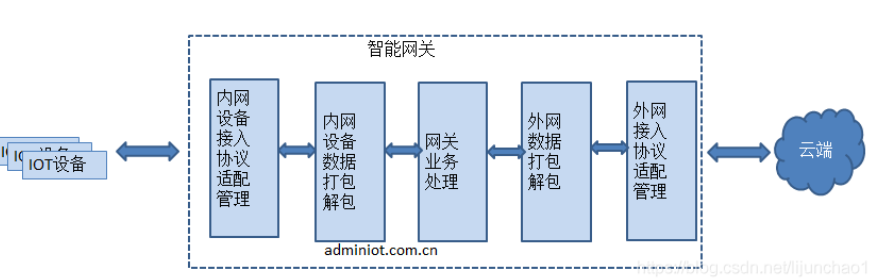 智能网关
内网
设备
接入
协议
适配
管理
内网
设备
数据
打包
解包
网关
业务
处理
外网
数据
打包
解包
外网
接入
协议
适配
管理
IOT设备
云端
adminiot.com.cn
https://blog.csdn.net/lijunchao1